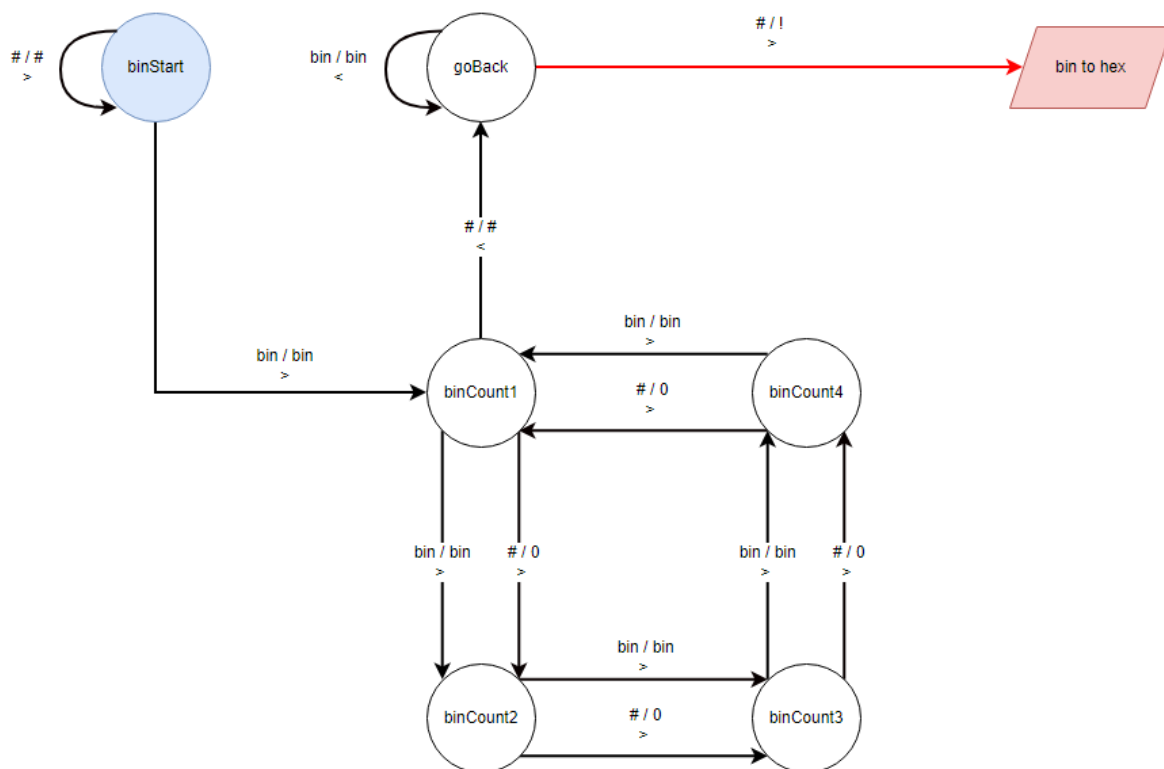 # / !
>
# / #
>
binStart
bin / bin
<
goBack
bin to hex
# / #
<
bin / bin
>
bin / bin
>
binCount1
# / 0
>
binCount4
bin / bin
>
# / 0
>
bin / bin
>
# / 0
>
bin / bin
>
binCount2
# / 0
>
binCount3